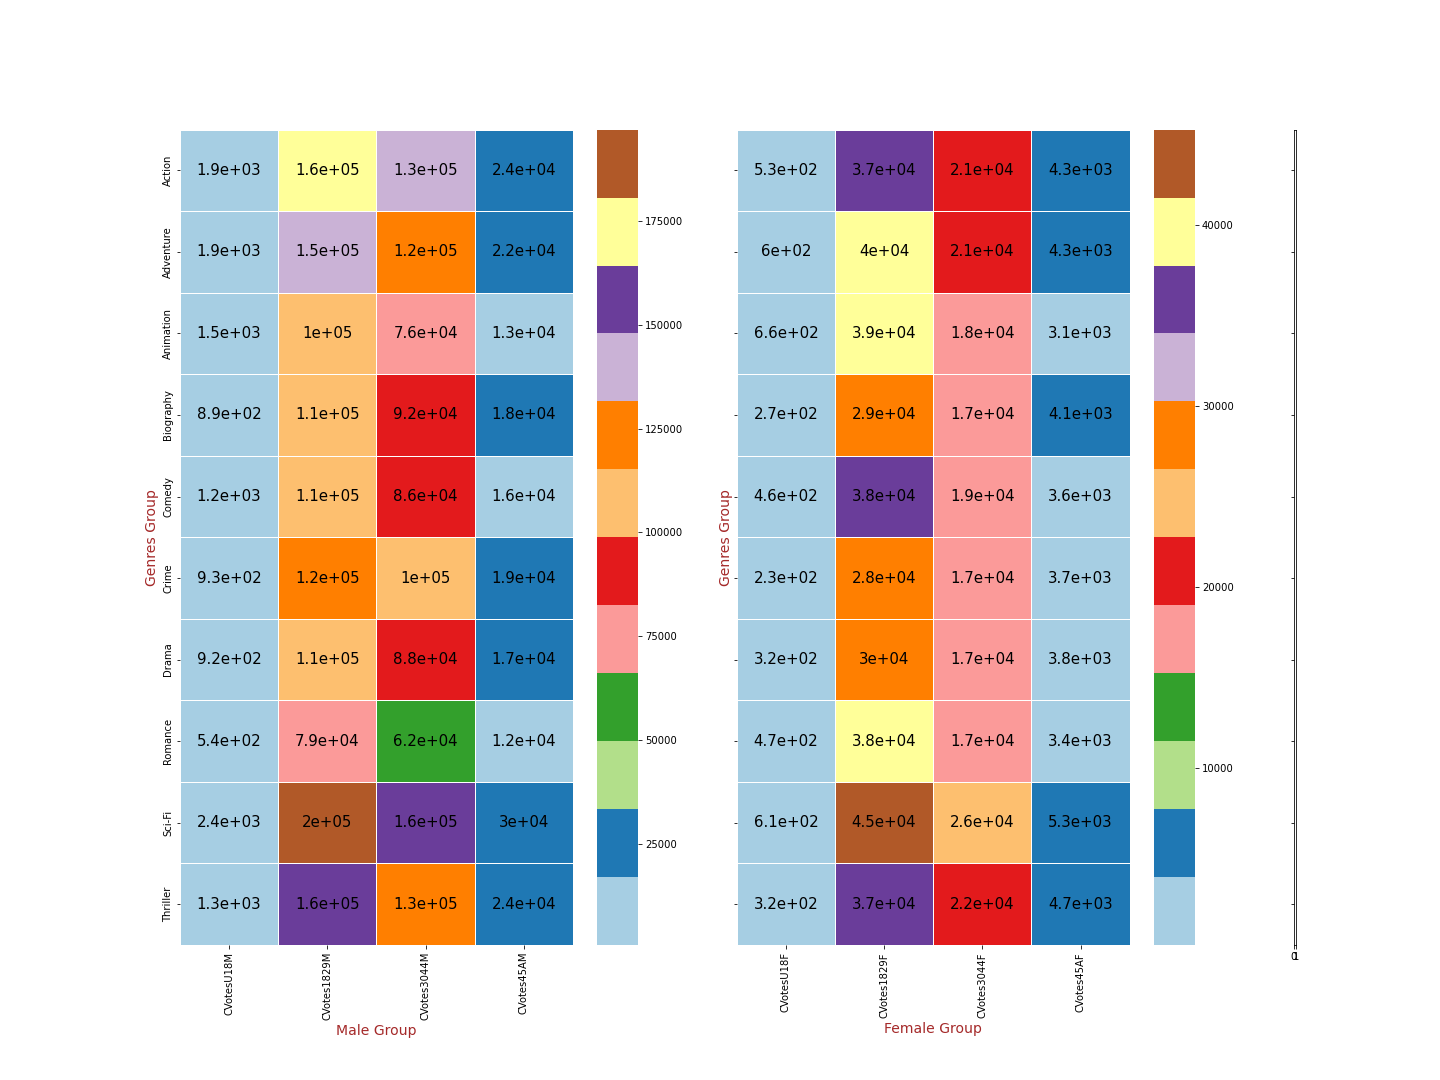 Action 1.9e+03 1.6e+05 1.3e+05 2.4e+04
Adventure 1.9e+03 1.5e+05 1.2e+05 2.2e+04
Animation 1.5e+03 1e+05 7.6e+04 1.3e+04
Biography 8.9e+02 1.1e+05 9.2e+04 1.8e+04
Comedy 1.2e+03 1.1e+05 8.6e+04 1.6e+04
Crime 9.3e+02 1.2e+05 1e+05 1.9e+04
Drama 9.2e+02 1.1e+05 8.8e+04 1.7e+04
Romance 5.4e+02 7.9e+04 6.2e+04 1.2e+04
Sci-Fi 2.4e+03 2e+05 1.6e+05 3e+04
Thriller 1.3e+03 1.6e+05 1.3e+05 2.4e+04
Genres Group
CVotesU18M CVotes1829M CVotes3044M CVotes45AM
Male Group
175000
150000
125000
100000
75000
50000
25000
5.3e+02 3.7e+04 2.1e+04 4.3e+03
6e+02 4e+04 2.1e+04 4.3e+03
6.6e+02 3.9e+04 1.8e+04 3.1e+03
2.7e+02 2.9e+04 1.7e+04 4.1e+03
4.6e+02 3.8e+04 1.9e+04 3.6e+03
2.3e+02 2.8e+04 1.7e+04 3.7e+03
3.2e+02 3e+04 1.7e+04 3.8e+03
4.7e+02 3.8e+04 1.7e+04 3.4e+03
6.1e+02 4.5e+04 2.6e+04 5.3e+03
3.2e+02 3.7e+04 2.2e+04 4.7e+03
Genres Group
CVotesU18F CVotes1829F CVotes3044F CVotes45AF
Female Group
40000
30000
20000
10000
0 1